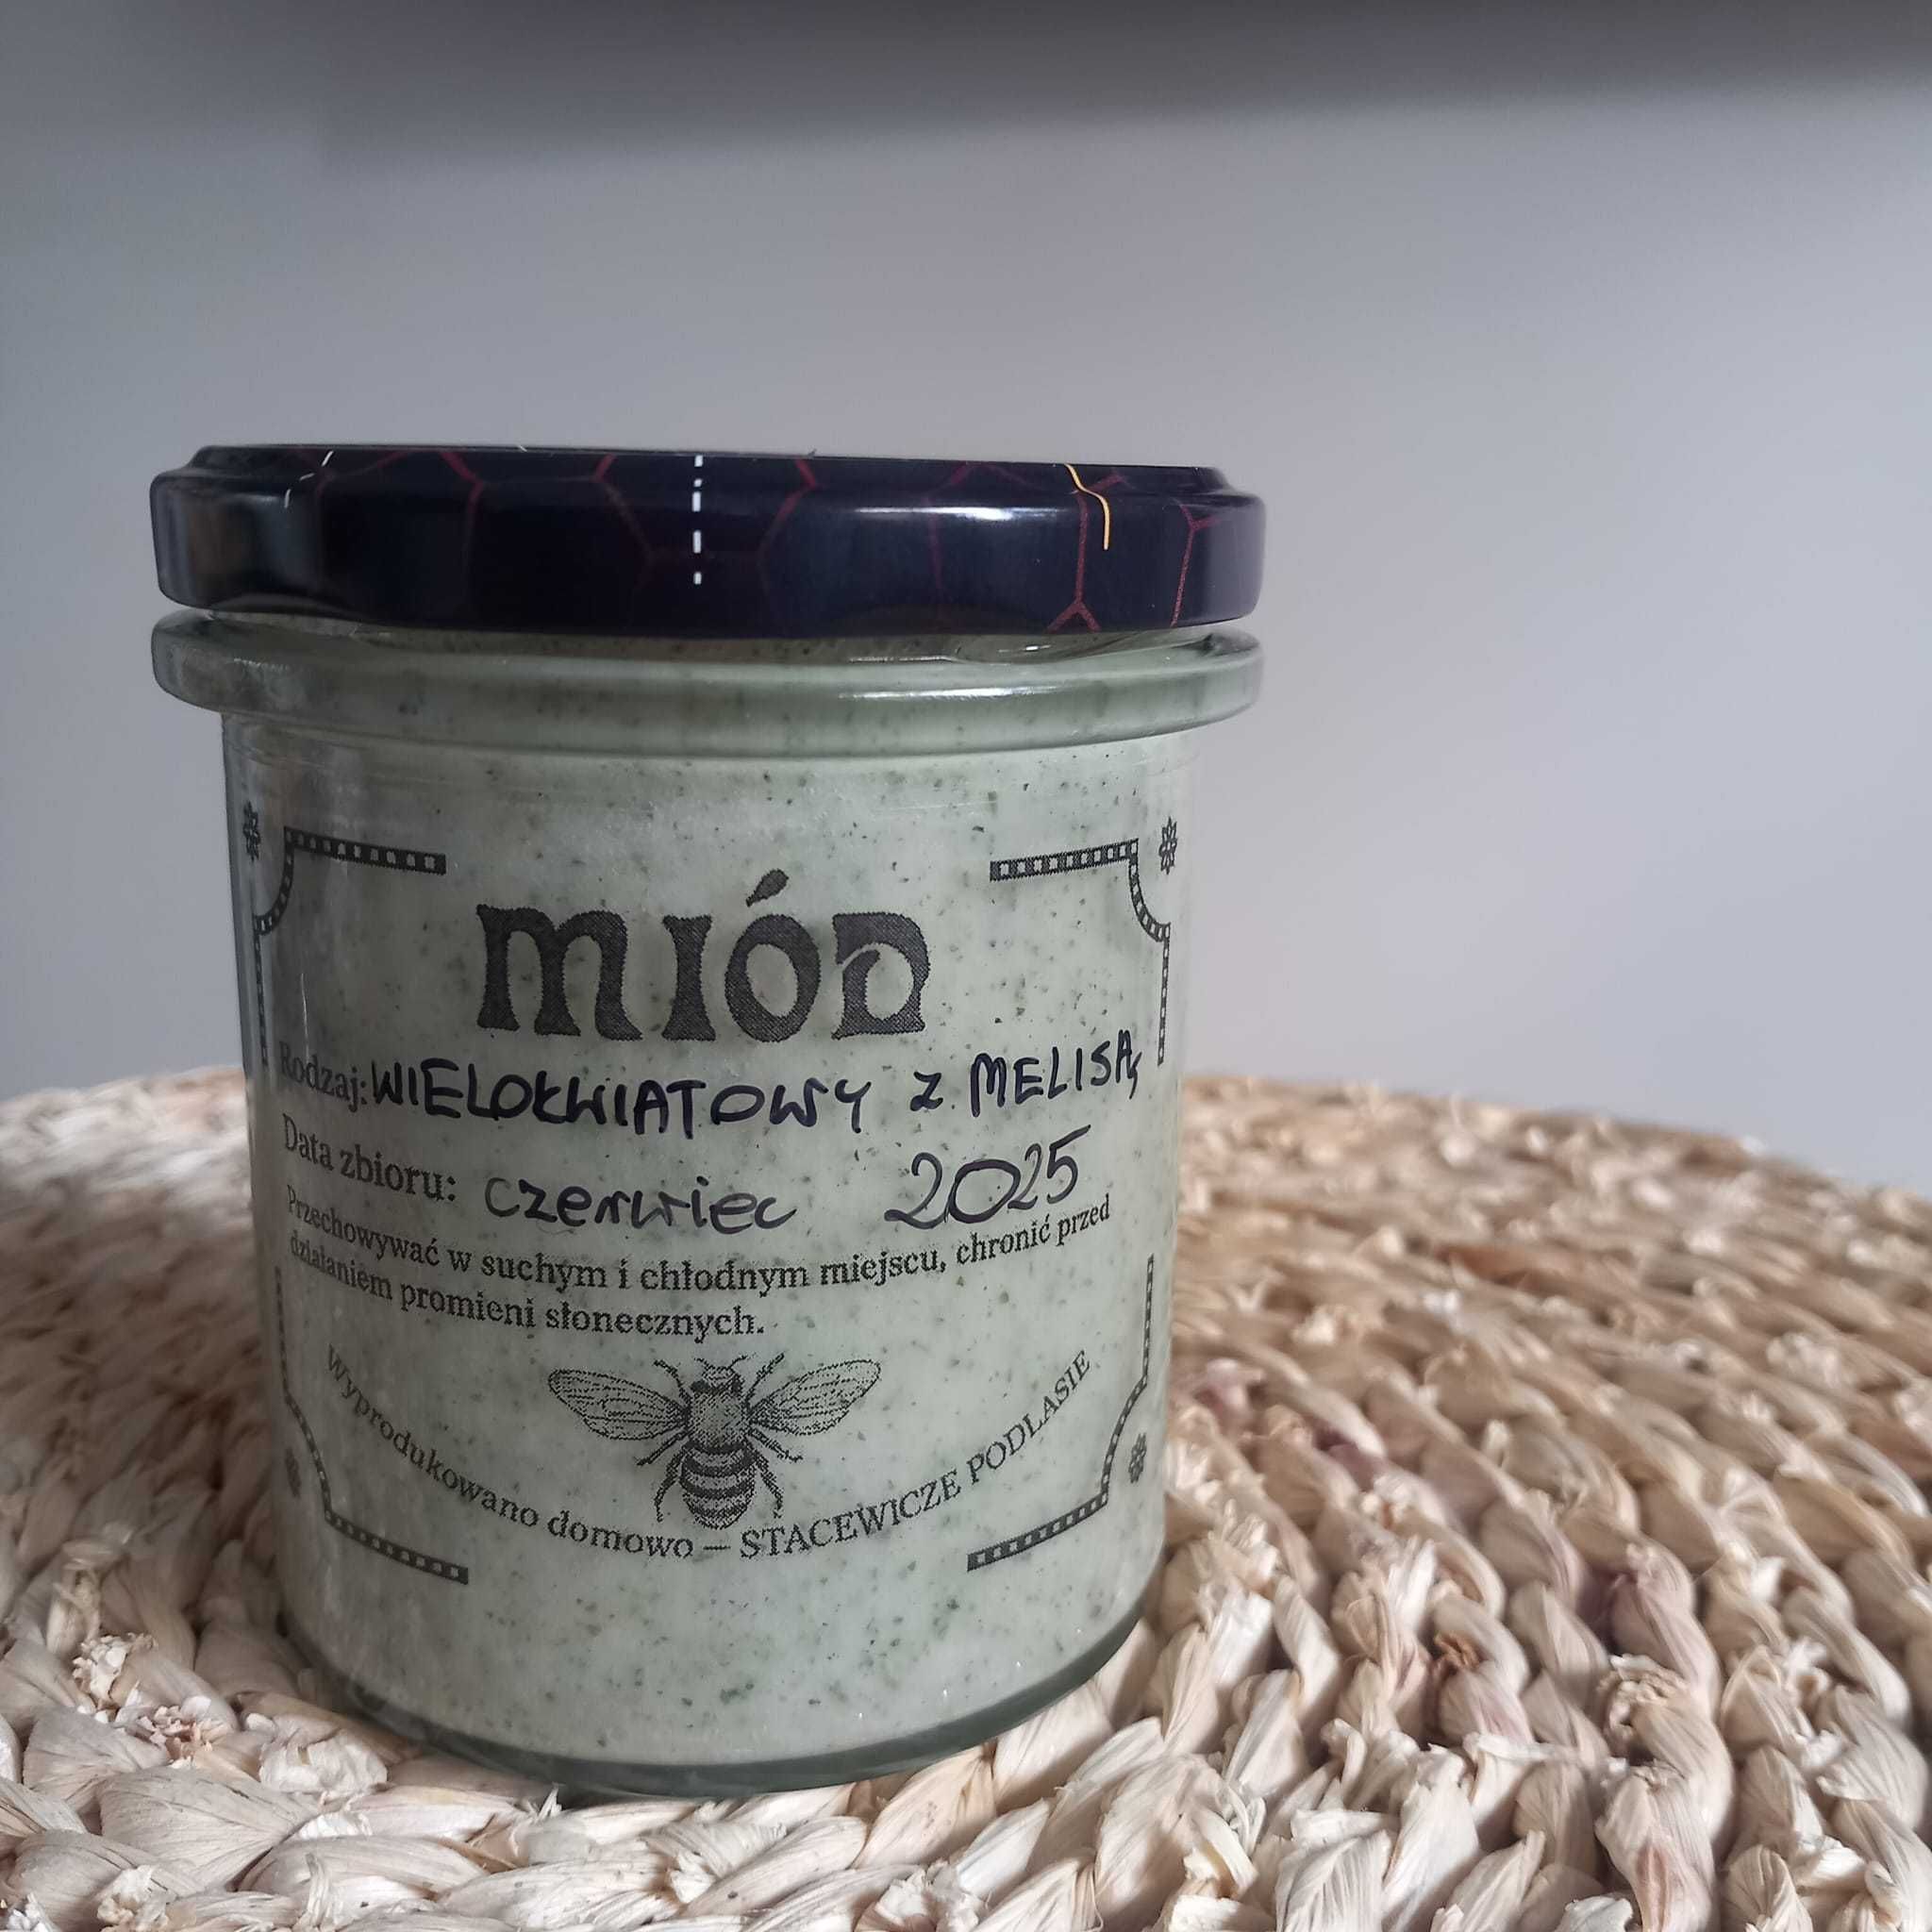 MIÓD
Rodzaj: WIELOKWIATOWY z MELISĄ
Data zbioru: czerwiec 2025
Przechowywać w suchym i chłodnym miejscu, chronić przed
działaniem promieni słonecznych.
Wyprodukowano domowo – STACEWICZE PODLASIE